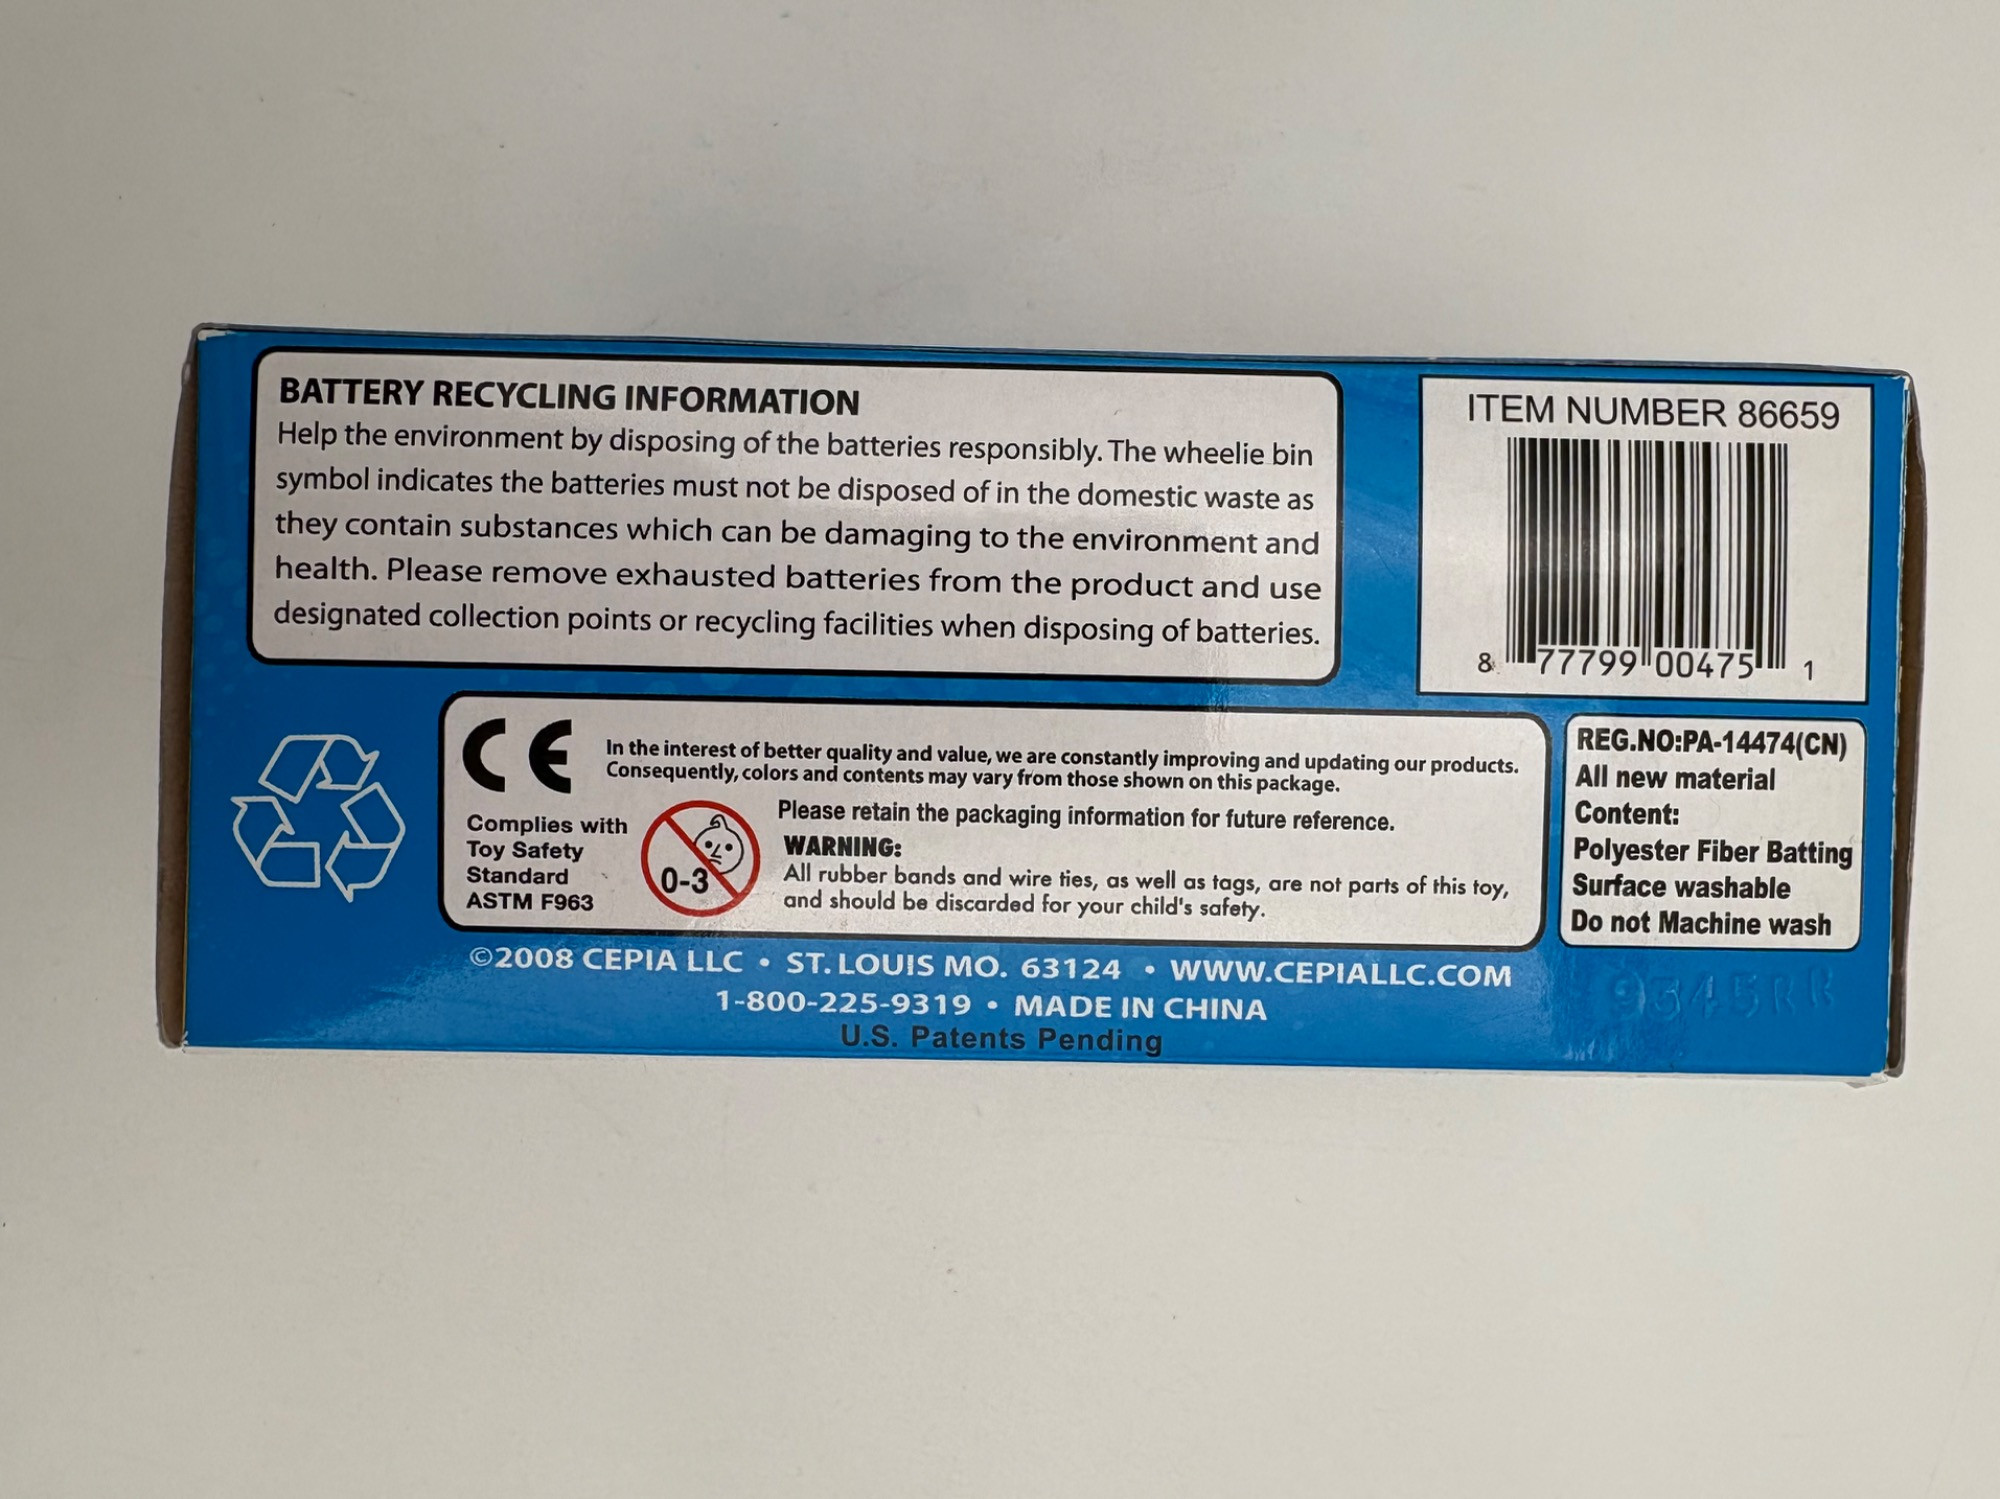 BATTERY RECYCLING INFORMATION
Help the environment by disposing of the batteries responsibly. The wheelie bin
symbol indicates the batteries must not be disposed of in the domestic waste as
they contain substances which can be damaging to the environment and
health. Please remove exhausted batteries from the product and use
designated collection points or recycling facilities when disposing of batteries.
ITEM NUMBER 86659
8 77799 00475 1
CE
In the interest of better quality and value, we are constantly improving and updating our products.
Consequently, colors and contents may vary from those shown on this package.
Complies with
Toy Safety
Standard
ASTM F963
0-3
Please retain the packaging information for future reference.
WARNING:
All rubber bands and wire ties, as well as tags, are not parts of this toy,
and should be discarded for your child's safety.
REG.NO:PA-14474(CN)
All new material
Content:
Polyester Fiber Batting
Surface washable
Do not Machine wash
©2008 CEPIA LLC • ST. LOUIS MO. 63124 • WWW.CEPIALLC.COM
1-800-225-9319 • MADE IN CHINA
U.S. Patents Pending